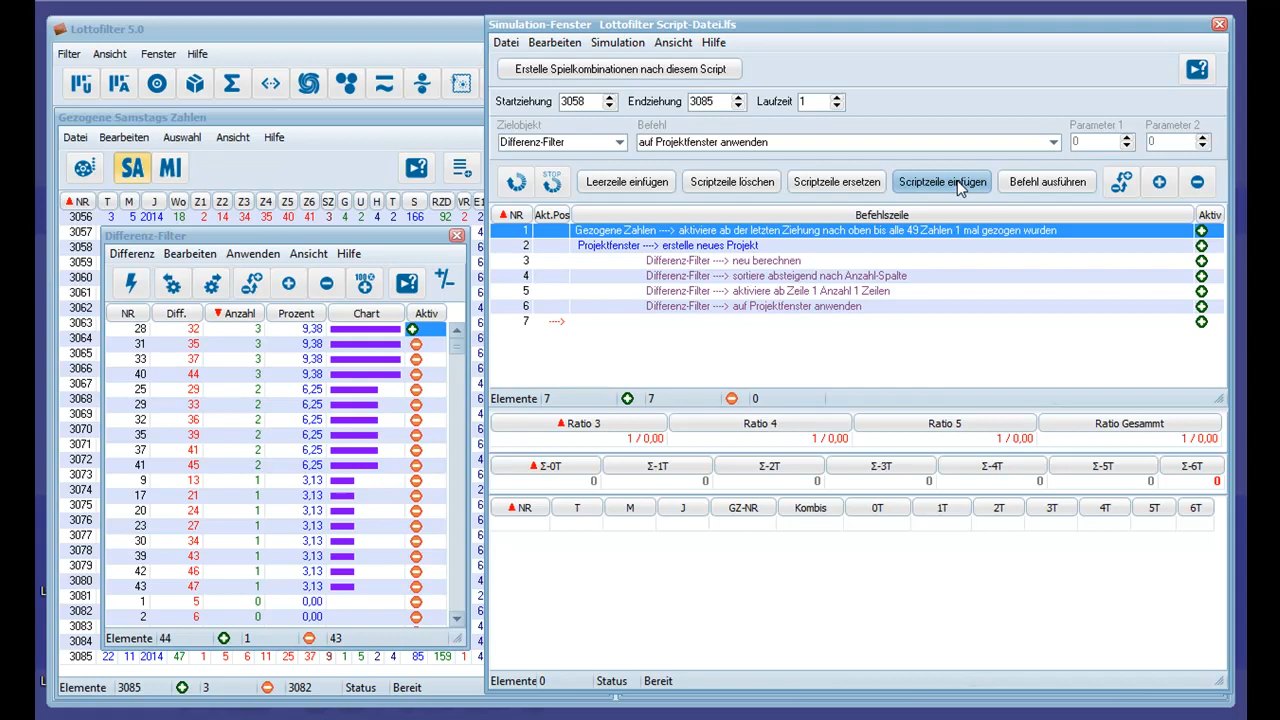 Lottofilter 5.0
Filter Ansicht Fenster Hilfe
Gezogene Samstags Zahlen
Datei Bearbeiten Auswahl Ansicht Hilfe
SA MI
NR T M J Wo Z1 Z2 Z3 Z4 Z5 Z6 SZ G U H T S RZD VR E1
3056 3 5 2014 18 2 14 34 35 40 41 3 4 2 4 2 166 92 2 4
3057
3058
3059
3060
3061
3062
3063
3064
3065
3066
3067
3068
3069
3070
3071
3072
3073
3074
3075
3076
3077
3078
3079
3080
3081
3082
3083
3084
3085 22 11 2014 47 1 5 6 11 25 37 9 1 5 2 4 85 159 1
Elemente 3085 3 3082 Status Bereit
Differenz-Filter
Differenz Bearbeiten Anwenden Ansicht Hilfe
100%
+/-
NR Diff. Anzahl Prozent Chart Aktiv
28 32 3 9,38
31 35 3 9,38
33 37 3 9,38
40 44 3 9,38
25 29 2 6,25
29 33 2 6,25
32 36 2 6,25
35 39 2 6,25
37 41 2 6,25
41 45 2 6,25
9 13 1 3,13
17 21 1 3,13
20 24 1 3,13
23 27 1 3,13
30 34 1 3,13
39 43 1 3,13
42 46 1 3,13
43 47 1 3,13
1 5 0 0,00
2 6 0 0,00
Elemente 44 1 43
Simulation-Fenster Lottofilter Script-Datei.lfs
Datei Bearbeiten Simulation Ansicht Hilfe
Erstelle Spielkombinationen nach diesem Script
Startziehung 3058 Endziehung 3085 Laufzeit 1
Zielobjekt Befehl Parameter 1 Parameter 2
Differenz-Filter auf Projektfenster anwenden 0 0
STOP Leerzeile einfügen Scriptzeile löschen Scriptzeile ersetzen Scriptzeile einfügen Befehl ausführen
NR Akt.Pos Befehlszeile Aktiv
1 Gezogene Zahlen ----> aktiviere ab der letzten Ziehung nach oben bis alle 49 Zahlen 1 mal gezogen wurden
2 Projektfenster ----> erstelle neues Projekt
3 Differenz-Filter ----> neu berechnen
4 Differenz-Filter ----> sortiere absteigend nach Anzahl-Spalte
5 Differenz-Filter ----> aktiviere ab Zeile 1 Anzahl 1 Zeilen
6 Differenz-Filter ----> auf Projektfenster anwenden
7 ---->
Elemente 7 7 0
Ratio 3 Ratio 4 Ratio 5 Ratio Gesammt
1 / 0,00 1 / 0,00 1 / 0,00 1 / 0,00
Σ-0T Σ-1T Σ-2T Σ-3T Σ-4T Σ-5T Σ-6T
0 0 0 0 0 0 0
NR T M J GZ-NR Kombis 0T 1T 2T 3T 4T 5T 6T
Elemente 0 Status Bereit